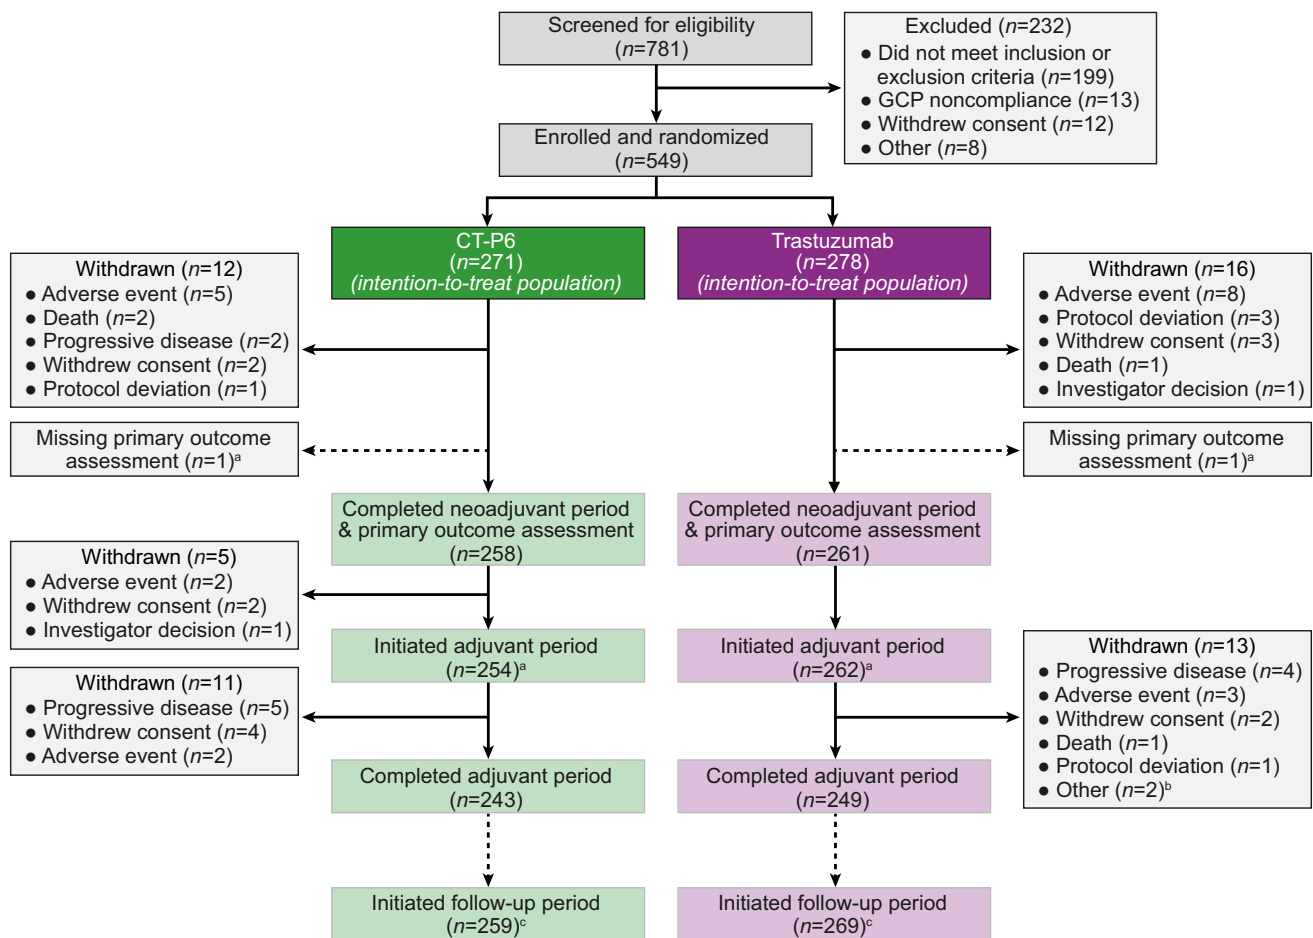 Screened for eligibility
(n=781)
Excluded (n=232)
● Did not meet inclusion or
exclusion criteria (n=199)
● GCP noncompliance (n=13)
● Withdrew consent (n=12)
● Other (n=8)
Enrolled and randomized
(n=549)
CT-P6
(n=271)
(intention-to-treat population)
Trastuzumab
(n=278)
(intention-to-treat population)
Withdrawn (n=12)
● Adverse event (n=5)
● Death (n=2)
● Progressive disease (n=2)
● Withdrew consent (n=2)
● Protocol deviation (n=1)
Withdrawn (n=16)
● Adverse event (n=8)
● Protocol deviation (n=3)
● Withdrew consent (n=3)
● Death (n=1)
● Investigator decision (n=1)
Missing primary outcome
assessment (n=1)ᵃ
Missing primary outcome
assessment (n=1)ᵃ
Completed neoadjuvant period
& primary outcome assessment
(n=258)
Completed neoadjuvant period
& primary outcome assessment
(n=261)
Withdrawn (n=5)
● Adverse event (n=2)
● Withdrew consent (n=2)
● Investigator decision (n=1)
Initiated adjuvant period
(n=254)ᵃ
Initiated adjuvant period
(n=262)ᵃ
Withdrawn (n=11)
● Progressive disease (n=5)
● Withdrew consent (n=4)
● Adverse event (n=2)
Withdrawn (n=13)
● Progressive disease (n=4)
● Adverse event (n=3)
● Withdrew consent (n=2)
● Death (n=1)
● Protocol deviation (n=1)
● Other (n=2)ᵇ
Completed adjuvant period
(n=243)
Completed adjuvant period
(n=249)
Initiated follow-up period
(n=259)ᶜ
Initiated follow-up period
(n=269)ᶜ